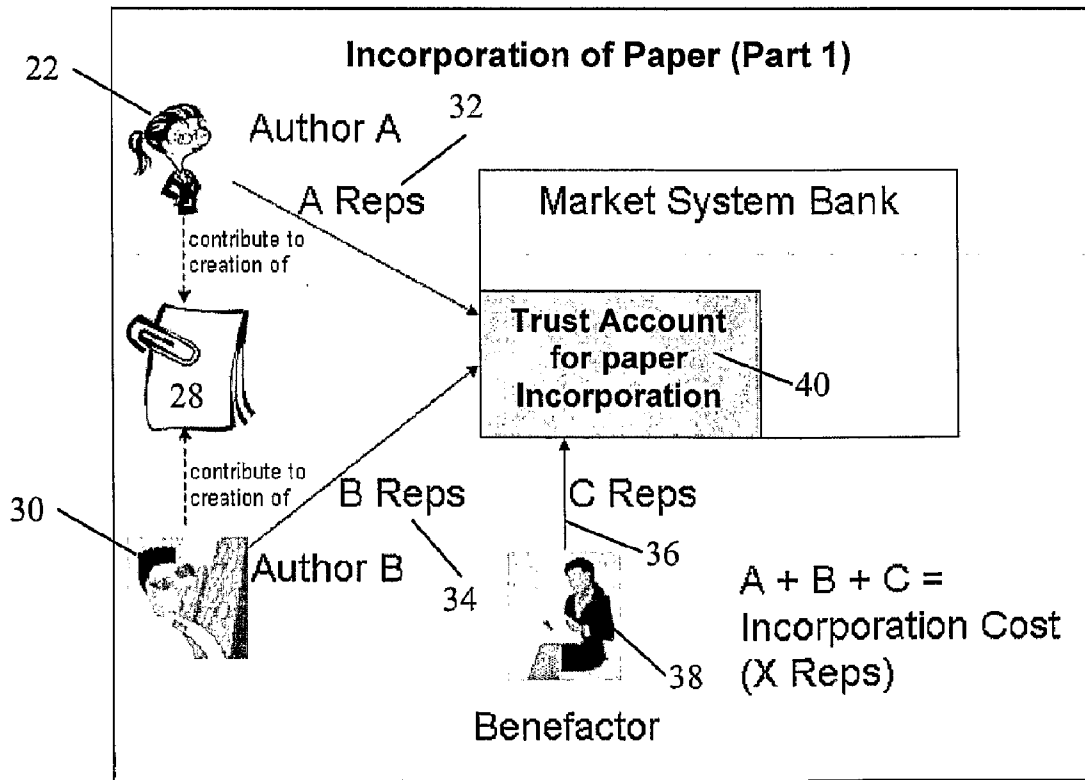 Incorporation of Paper (Part 1)
22
Author A
32
A Reps
Market System Bank
contribute to
creation of
Trust Account
for paper
Incorporation
40
28
contribute to
creation of
30
B Reps
C Reps
Author B
34
36
38
A + B + C =
Incorporation Cost
(X Reps)
Benefactor